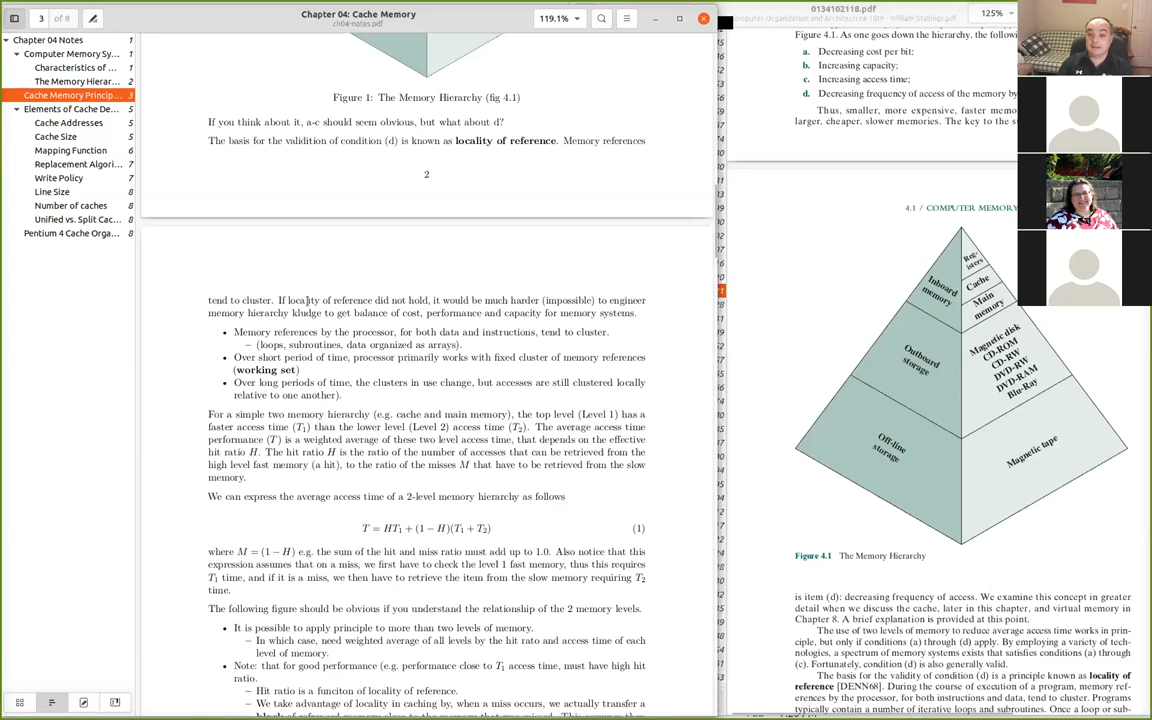 3 of 8
Chapter 04: Cache Memory
ch04-notes.pdf
119.1%
0134102118.pdf
omputer Organization and Architecture 10th - William Stallings.pdf
125%
Chapter 04 Notes 1
Computer Memory Sy... 1
Characteristics of ... 1
The Memory Hierar... 2
Cache Memory Princip... 3
Elements of Cache De... 5
Cache Addresses 5
Cache Size 5
Mapping Function 6
Replacement Algori... 7
Write Policy 7
Line Size 8
Number of caches 8
Unified vs. Split Cac... 8
Pentium 4 Cache Orga... 8
Figure 1: The Memory Hierarchy (fig 4.1)
If you think about it, a-c should seem obvious, but what about d?
The basis for the validition of condition (d) is known as locality of reference. Memory references
2
tend to cluster. If locality of reference did not hold, it would be much harder (impossible) to engineer
memory hierarchy kludge to get balance of cost, performance and capacity for memory systems.
• Memory references by the processor, for both data and instructions, tend to cluster.
– (loops, subroutines, data organized as arrays).
• Over short period of time, processor primarily works with fixed cluster of memory references
(working set)
• Over long periods of time, the clusters in use change, but accesses are still clustered locally
relative to one another).
For a simple two memory hierarchy (e.g. cache and main memory), the top level (Level 1) has a
faster access time (T1) than the lower level (Level 2) access time (T2). The average access time
performance (T) is a weighted average of these two level access time, that depends on the effective
hit ratio H. The hit ratio H is the ratio of the number of accesses that can be retrieved from the
high level fast memory (a hit), to the ratio of the misses M that have to be retrieved from the slow
memory.
We can express the average access time of a 2-level memory hierarchy as follows
T = HT1 + (1 − H)(T1 + T2) (1)
where M = (1 − H) e.g. the sum of the hit and miss ratio must add up to 1.0. Also notice that this
expression assumes that on a miss, we first have to check the level 1 fast memory, thus this requires
T1 time, and if it is a miss, we then have to retrieve the item from the slow memory requiring T2
time.
The following figure should be obvious if you understand the relationship of the 2 memory levels.
• It is possible to apply principle to more than two levels of memory.
– In which case, need weighted average of all levels by the hit rato and access time of each
level of memory.
• Note: that for good performance (e.g. performance close to T1 access time, must have high hit
ratio.
– Hit ratio is a funciton of locality of reference.
– We take advantage of locality in caching by, when a miss occurs, we actually transfer a
Figure 4.1. As one goes down the hierarchy, the followi
a. Decreasing cost per bit;
b. Increasing capacity;
c. Increasing access time;
d. Decreasing frequency of access of the memory by
Thus, smaller, more expensive, faster memo
larger, cheaper, slower memories. The key to the su
4.1 / COMPUTER MEMORY
Reg-
isters
Cache
Main
memory
Inboard
memory
Magnetic disk
CD-ROM
CD-RW
DVD-RW
DVD-RAM
Blu-Ray
Outboard
storage
Off-line
storage
Magnetic tape
Figure 4.1 The Memory Hierarchy
is item (d): decreasing frequency of access. We examine this concept in greater
detail when we discuss the cache, later in this chapter, and virtual memory in
Chapter 8. A brief explanation is provided at this point.
The use of two levels of memory to reduce average access time works in prin-
ciple, but only if conditions (a) through (d) apply. By employing a variety of tech-
nologies, a spectrum of memory systems exists that satisfies conditions (a) through
(c). Fortunately, condition (d) is also generally valid.
The basis for the validity of condition (d) is a principle known as locality of
reference [DENN68]. During the course of execution of a program, memory ref-
erences by the processor, for both instructions and data, tend to cluster. Programs
typically contain a number of iterative loops and subroutines. Once a loop or sub-